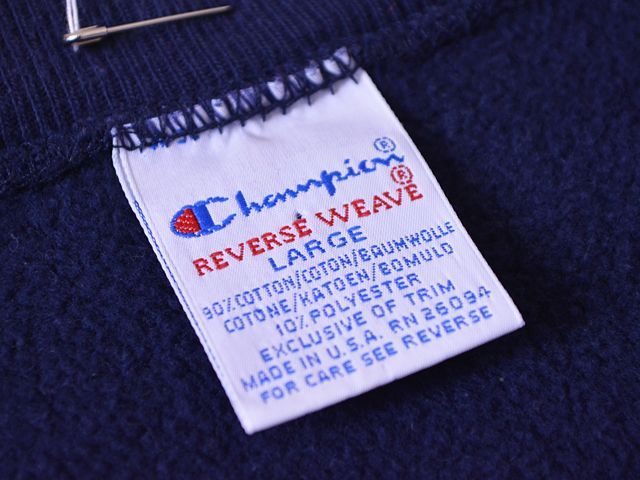 Champion®
REVERSE WEAVE®
LARGE
90%COTTON/COTON/BAUMWOLLE
COTONE/KATOEN/BOMULD
10% POLYESTER
EXCLUSIVE OF TRIM
MADE IN U.S.A. RN 26094
FOR CARE SEE REVERSE